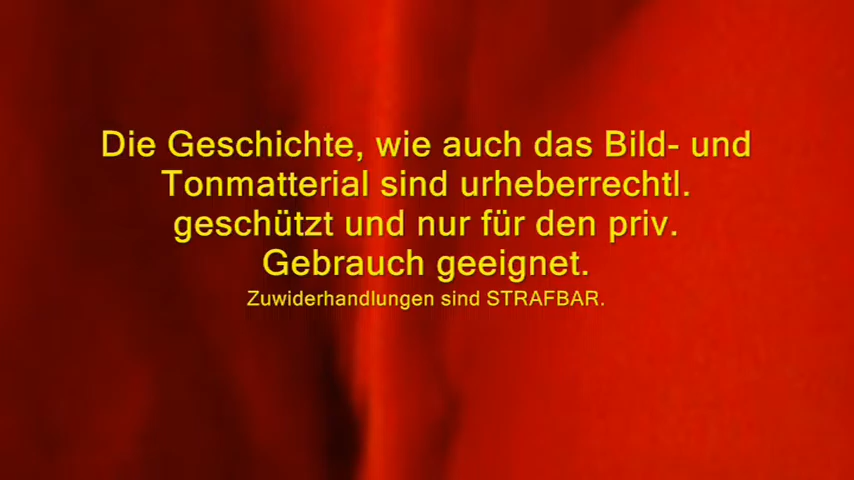 Die Geschichte, wie auch das Bild- und
Tonmatterial sind urheberrechtl.
geschützt und nur für den priv.
Gebrauch geeignet.
Zuwiderhandlungen sind STRAFBAR.